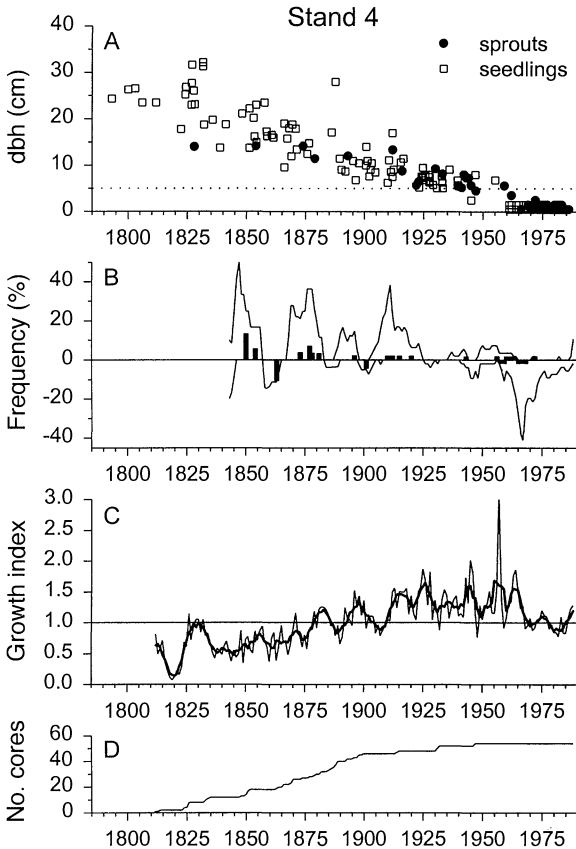 Stand 4
A
sprouts
seedlings
dbh (cm)
40
30
20
10
0
1800 1825 1850 1875 1900 1925 1950 1975
B
Frequency (%)
40
20
0
-20
-40
1800 1825 1850 1875 1900 1925 1950 1975
C
Growth index
3.0
2.5
2.0
1.5
1.0
0.5
0.0
1800 1825 1850 1875 1900 1925 1950 1975
D
No. cores
60
40
20
0
1800 1825 1850 1875 1900 1925 1950 1975